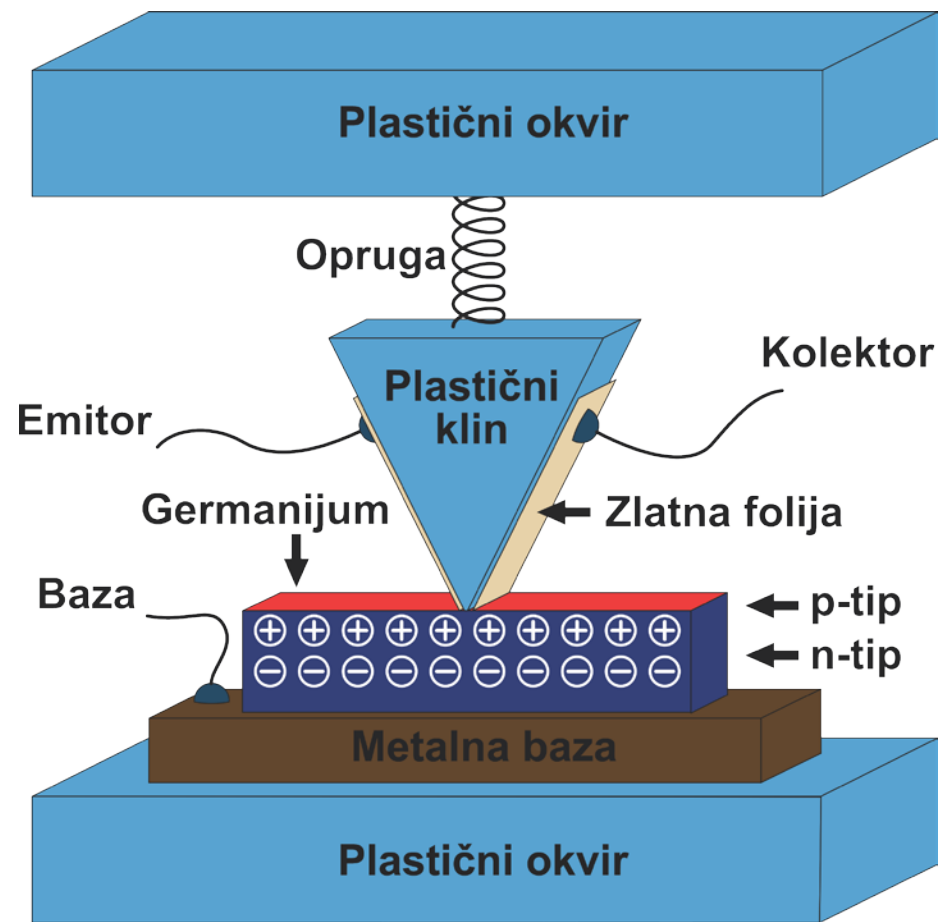 Plastični okvir
Opruga
Kolektor
Plastični
klin
Emitor
Germanijum
Zlatna folija
Baza
p-tip
n-tip
Metalna baza
Plastični okvir